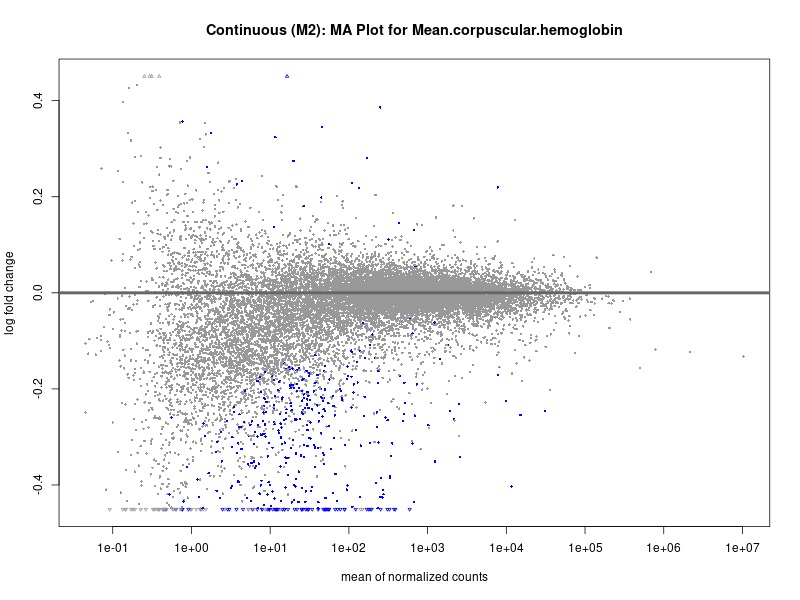 Continuous (M2): MA Plot for Mean.corpuscular.hemoglobin
log fold change
0.4
0.2
0.0
-0.2
-0.4
1e-01 1e+00 1e+01 1e+02 1e+03 1e+04 1e+05 1e+06 1e+07
mean of normalized counts